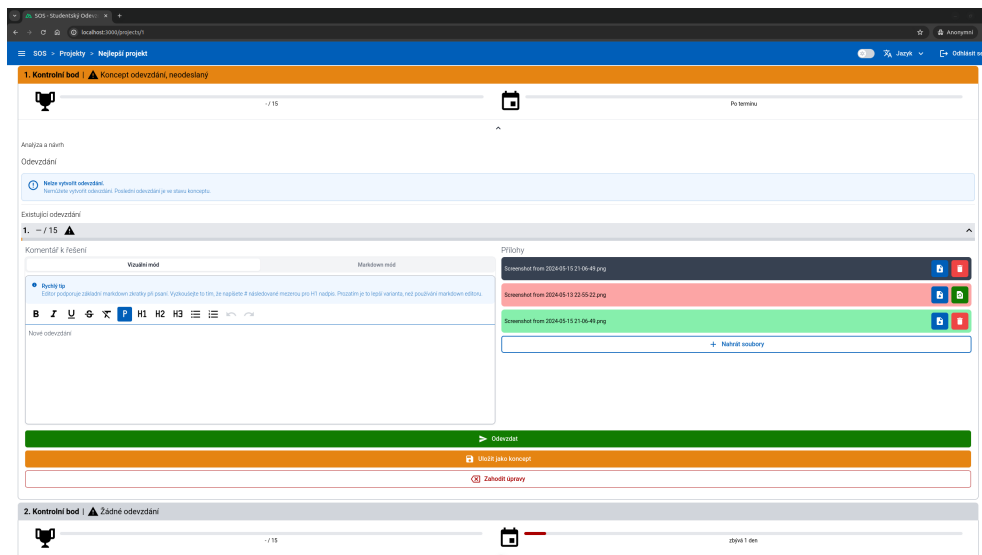 SOS - Studentský Odevz
localhost:3000/projects/1
Anonymní
SOS > Projekty > Nejlepší projekt
Jazyk
Odhlásit se
1. Kontrolní bod | Koncept odevzdání, neodeslaný
- / 15
Po termínu
Analýza a návrh
Odevzdání
Nelze vytvořit odevzdání.
Nemůžete vytvořit odevzdání. Poslední odevzdání je ve stavu konceptu.
Existující odevzdání
1. – / 15
Komentář k řešení
Přílohy
Vizuální mód
Markdown mód
Screenshot from 2024-05-15 21-06-49.png
Rychlý tip
Editor podporuje základní markdown zkratky při psaní. Vyzkoušejte to tím, že napíšete # následované mezerou pro H1 nadpis. Prozatím je to lepší varianta, než používání markdown editoru.
Screenshot from 2024-05-13 22-55-22.png
B I U S P H1 H2 H3
Screenshot from 2024-05-15 21-06-49.png
Nové odevzdání
+ Nahrát soubory
Odevzdat
Uložit jako koncept
Zahodit úpravy
2. Kontrolní bod | Žádné odevzdání
- / 15
zbývá 1 den